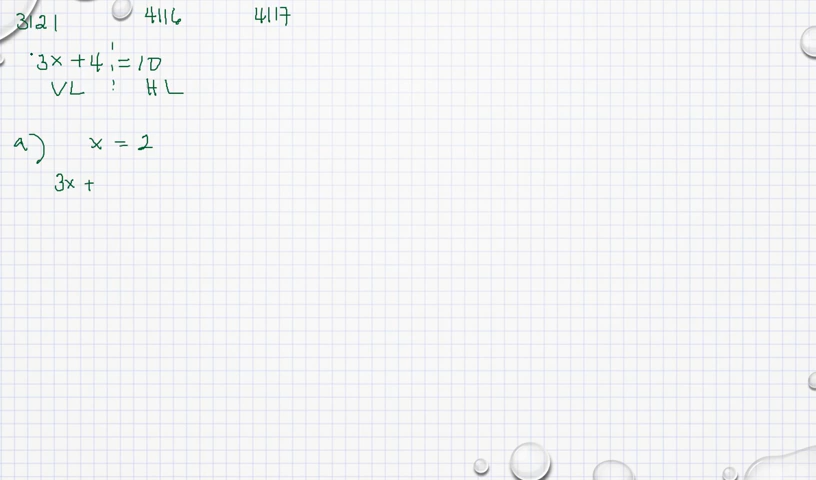 3121 4116 4117
3x + 4 = 10
VL HL
a) x = 2
3x +